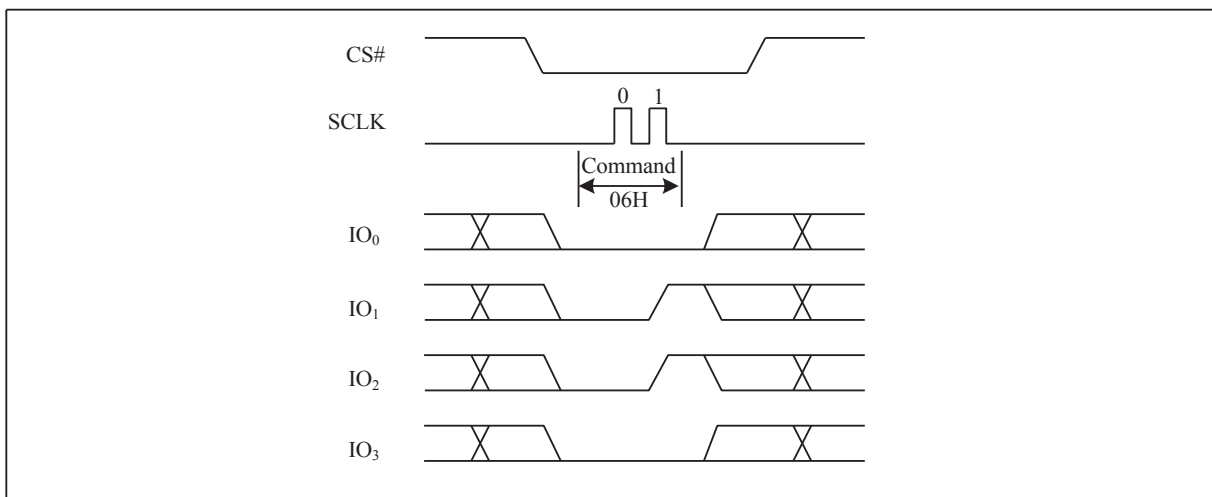 CS#
0 1
SCLK
Command
06H
IO₀
IO₁
IO₂
IO₃